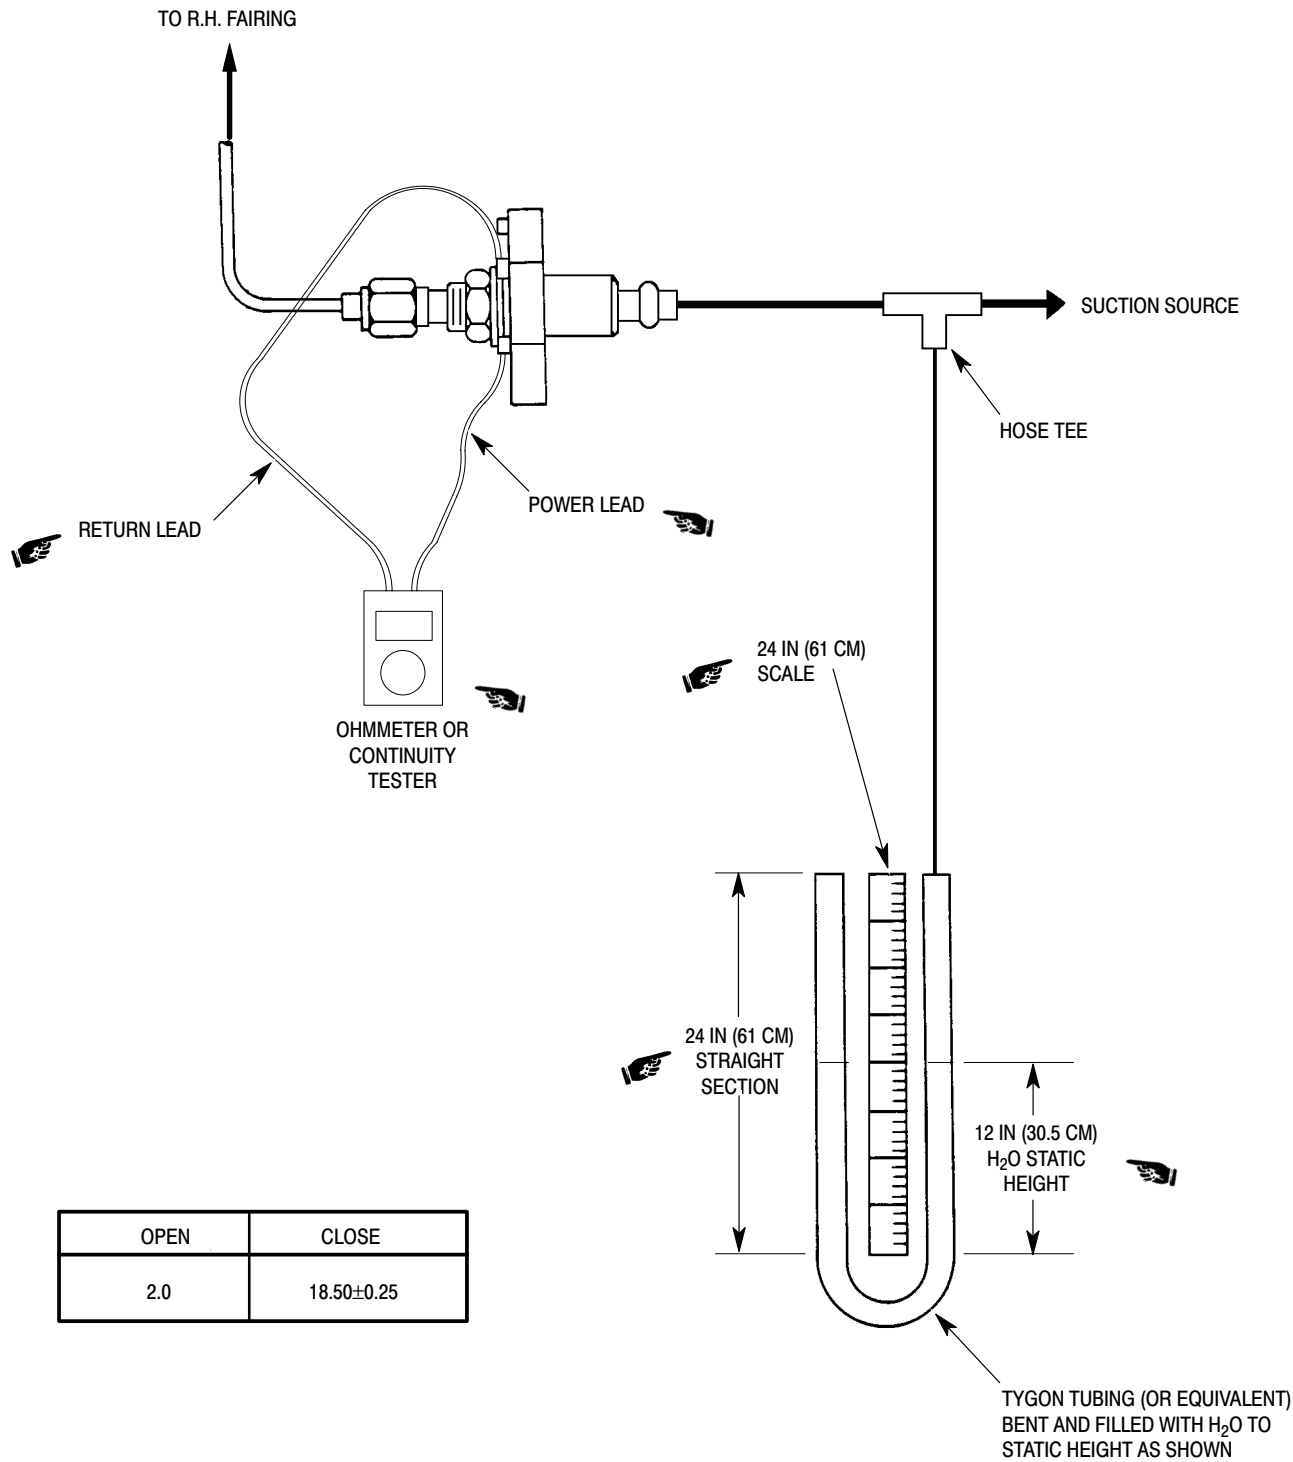 TO R.H. FAIRING
SUCTION SOURCE
HOSE TEE
POWER LEAD
RETURN LEAD
24 IN (61 CM)
SCALE
OHMMETER OR
CONTINUITY
TESTER
24 IN (61 CM)
STRAIGHT
SECTION
12 IN (30.5 CM)
H₂O STATIC
HEIGHT
OPEN CLOSE
2.0 18.50±0.25
TYGON TUBING (OR EQUIVALENT)
BENT AND FILLED WITH H₂O TO
STATIC HEIGHT AS SHOWN